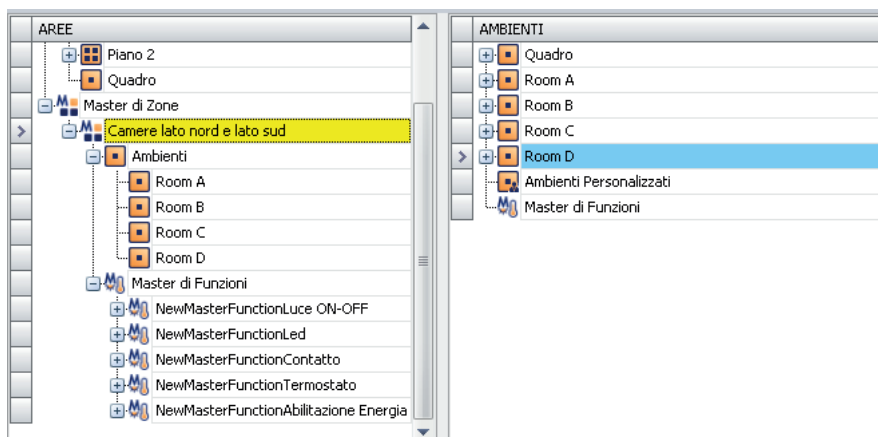 AREE
Piano 2
Quadro
Master di Zone
Camere lato nord e lato sud
Ambienti
Room A
Room B
Room C
Room D
Master di Funzioni
NewMasterFunctionLuce ON-OFF
NewMasterFunctionLed
NewMasterFunctionContatto
NewMasterFunctionTermostato
NewMasterFunctionAbilitazione Energia
AMBIENTI
Quadro
Room A
Room B
Room C
Room D
Ambienti Personalizzati
Master di Funzioni